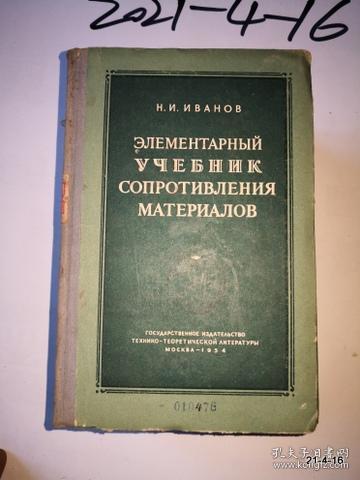 2021-4-16
Н. И. ИВАНОВ
ЭЛЕМЕНТАРНЫЙ
УЧЕБНИК
СОПРОТИВЛЕНИЯ
МАТЕРИАЛОВ
ГОСУДАРСТВЕННОЕ ИЗДАТЕЛЬСТВО
ТЕХНИКО-ТЕОРЕТИЧЕСКОЙ ЛИТЕРАТУРЫ
МОСКВА - 1954
010476
21-4-16
孔夫子旧书网